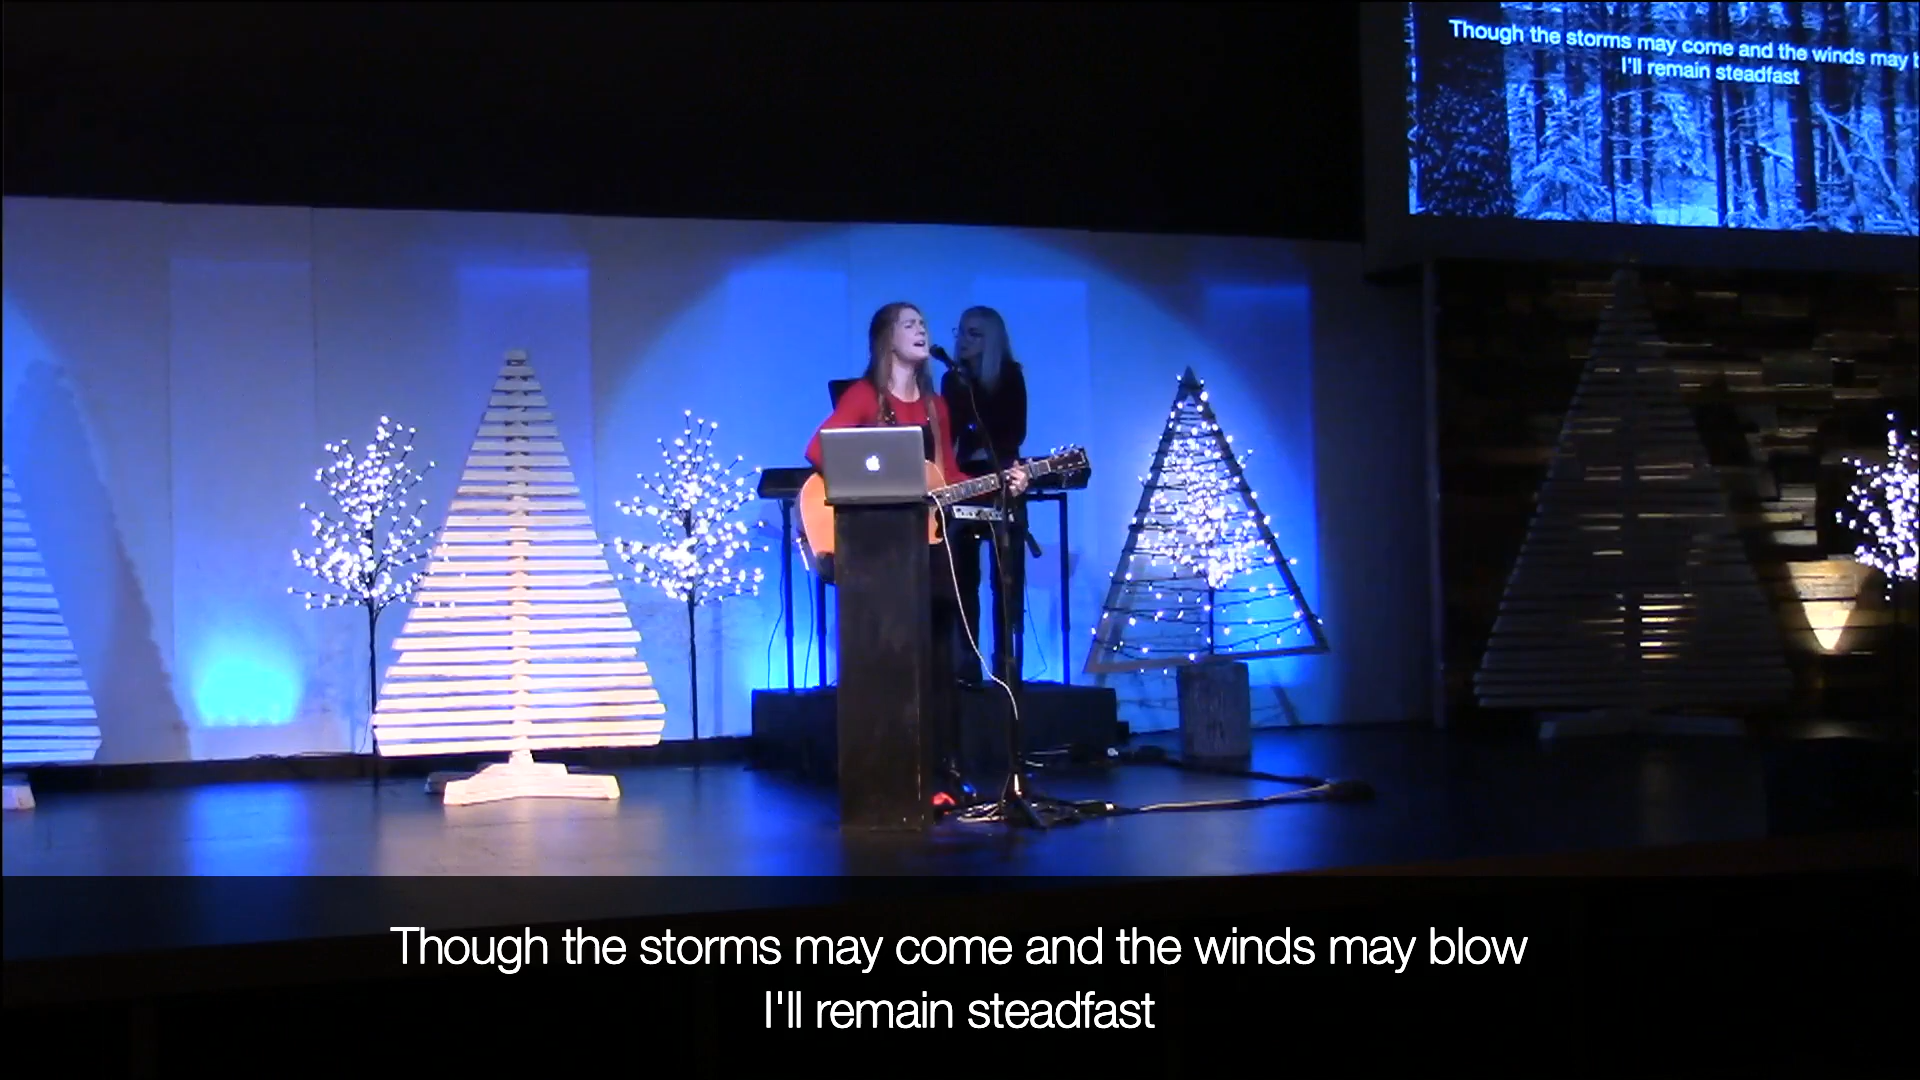 Though the storms may come and the winds may b
I'll remain steadfast
Though the storms may come and the winds may blow
I'll remain steadfast